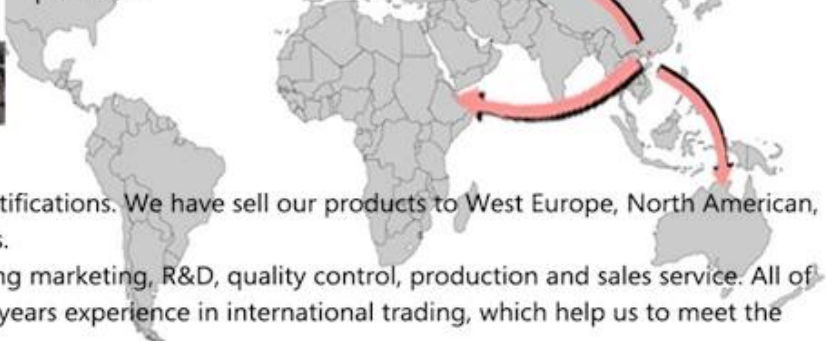 tifications. We have sell our products to West Europe, North American,
s.
ng marketing, R&D, quality control, production and sales service. All of
years experience in international trading, which help us to meet the